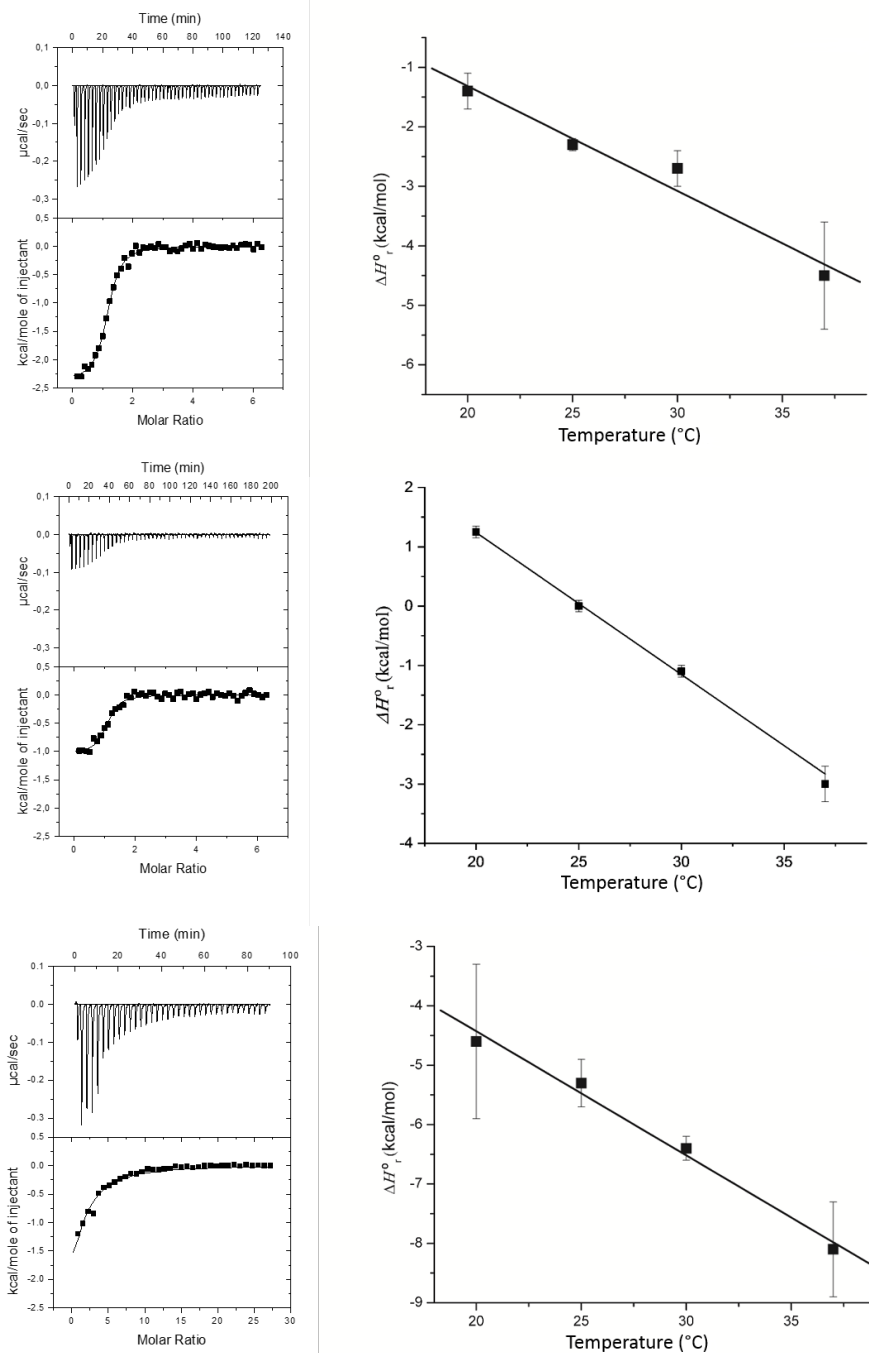 Time (min)
0 20 40 60 80 100 120 140
0,1
0,0
-0,1
-0,2
-0,3
µcal/sec
0,5
0,0
-0,5
-1,0
-1,5
-2,0
-2,5
kcal/mole of injectant
0 2 4 6
Molar Ratio
-1
-2
-3
-4
-5
-6
ΔH°r (kcal/mol)
20 25 30 35
Temperature (°C)
Time (min)
0 20 40 60 80 100 120 140 160 180 200
0,1
0,0
-0,1
-0,2
-0,3
µcal/sec
0,5
0,0
-0,5
-1,0
-1,5
-2,0
-2,5
kcal/mole of injectant
0 2 4 6
Molar Ratio
2
1
0
-1
-2
-3
-4
ΔH°r (kcal/mol)
20 25 30 35
Temperature (°C)
Time (min)
0 20 40 60 80 100
0.1
0.0
-0.1
-0.2
-0.3
µcal/sec
0.5
0.0
-0.5
-1.0
-1.5
-2.0
-2.5
kcal/mole of injectant
0 5 10 15 20 25 30
Molar Ratio
-3
-4
-5
-6
-7
-8
-9
ΔH°r (kcal/mol)
20 25 30 35
Temperature (°C)